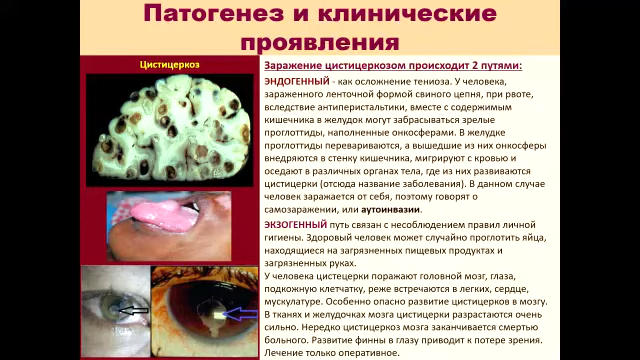 Патогенез и клинические
проявления
Цистицеркоз
Заражение цистицеркозом происходит 2 путями:
ЭНДОГЕННЫЙ - как осложнение тениоза. У человека,
зараженного ленточной формой свиного цепня, при рвоте,
вследствие антиперистальтики, вместе с содержимым
кишечника в желудок могут забрасываться зрелые
проглоттиды, наполненные онкосферами. В желудке
проглоттиды перевариваются, а вышедшие из них онкосферы
внедряются в стенку кишечника, мигрируют с кровью и
оседают в различных органах тела, где из них развиваются
цистицерки (отсюда название заболевания). В данном случае
человек заражается от себя, поэтому говорят о
самозаражении, или аутоинвазии.
ЭКЗОГЕННЫЙ путь связан с несоблюдением правил личной
гигиены. Здоровый человек может случайно проглотить яйца,
находящиеся на загрязненных пищевых продуктах и
загрязненных руках.
У человека цистецерки поражают головной мозг, глаза,
подкожную клетчатку, реже встречаются в легких, сердце,
мускулатуре. Особенно опасно развитие цистицерков в мозгу.
В тканях и желудочках мозга цистицерки разрастаются очень
сильно. Нередко цистицеркоз мозга заканчивается смертью
больного. Развитие финны в глазу приводит к потере зрения.
Лечение только оперативное.